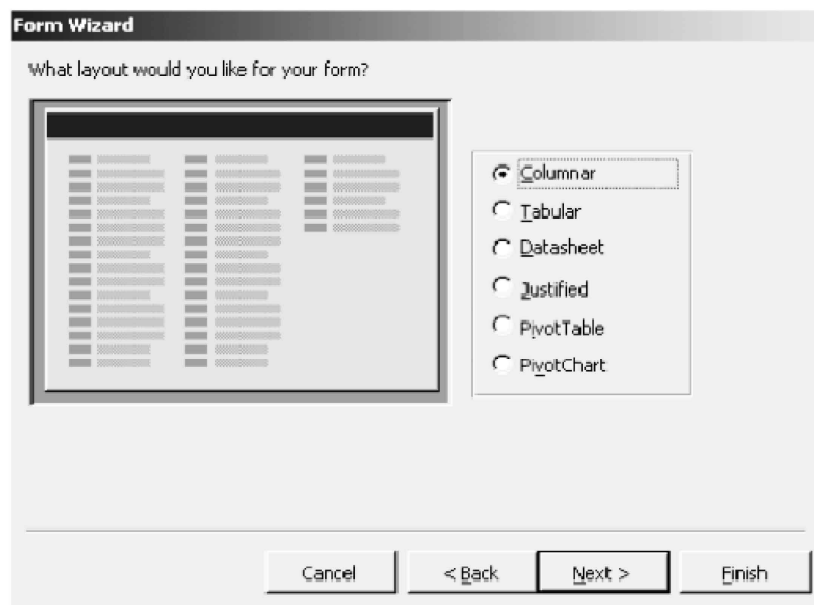 Form Wizard
What layout would you like for your form?
Columnar
Tabular
Datasheet
Justified
PivotTable
PivotChart
Cancel
< Back
Next >
Finish